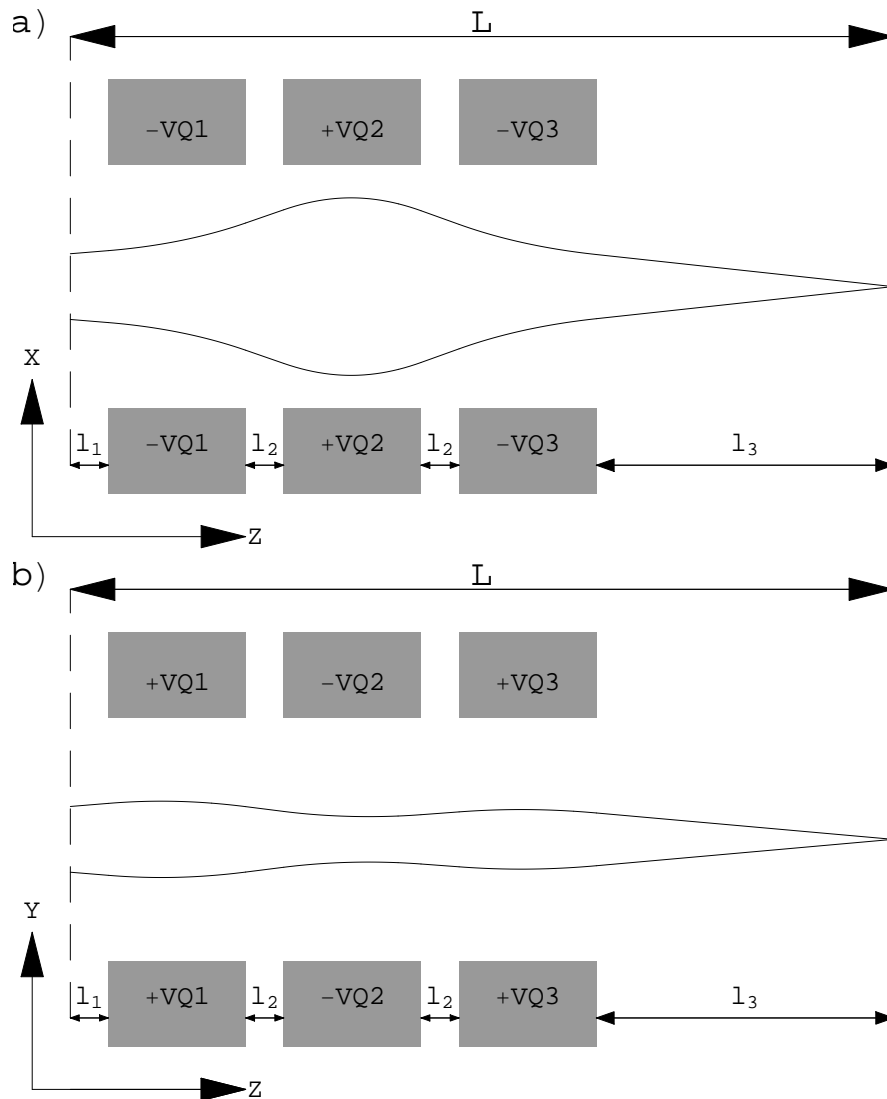 a)
L
−VQ1 +VQ2 −VQ3
X
l₁ −VQ1 l₂ +VQ2 l₂ −VQ3 l₃
Z
b)
L
+VQ1 −VQ2 +VQ3
Y
l₁ +VQ1 l₂ −VQ2 l₂ +VQ3 l₃
Z